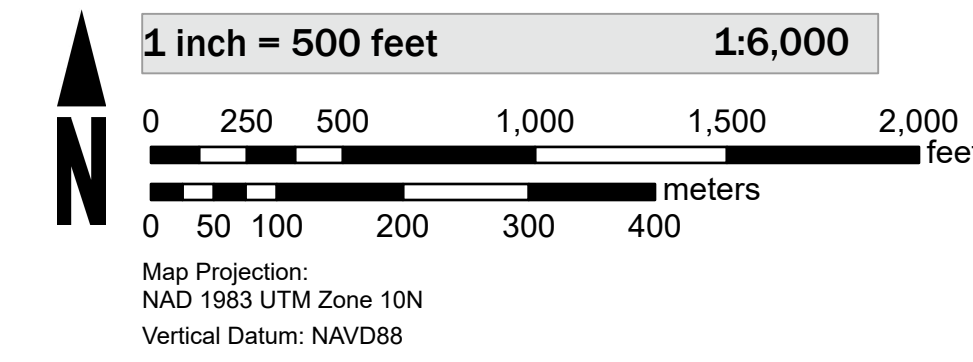 1 inch = 500 feet 1:6,000
0 250 500 1,000 1,500 2,000
feet
meters
0 50 100 200 300 400
N
Map Projection:
NAD 1983 UTM Zone 10N
Vertical Datum: NAVD88